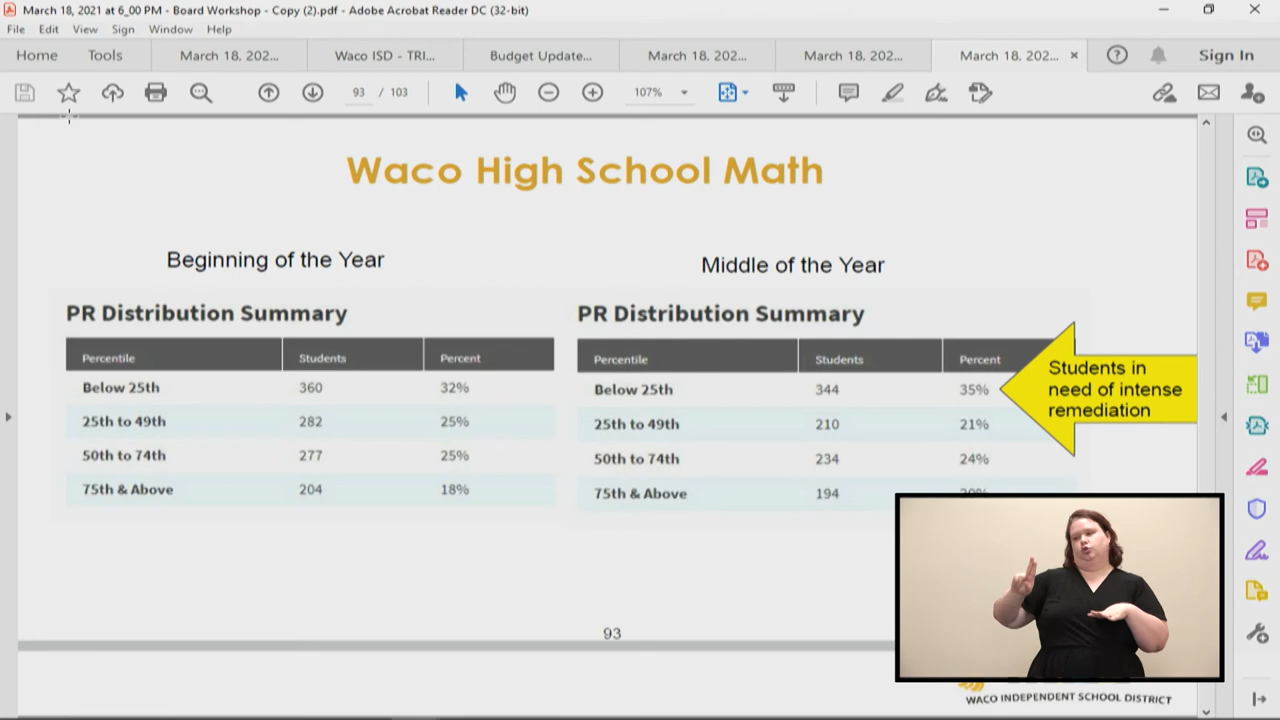 March 18, 2021 at 6_00 PM - Board Workshop - Copy (2).pdf - Adobe Acrobat Reader DC (32-bit)
File Edit View Sign Window Help
Home Tools March 18, 202... Waco ISD - TRI... Budget Update... March 18, 202... March 18, 202... March 18, 202... Sign In
93 / 103 107%
Waco High School Math
Beginning of the Year
Middle of the Year
PR Distribution Summary
Percentile Students Percent
Below 25th 360 32%
25th to 49th 282 25%
50th to 74th 277 25%
75th & Above 204 18%
PR Distribution Summary
Percentile Students Percent
Below 25th 344 35%
25th to 49th 210 21%
50th to 74th 234 24%
75th & Above 194
Students in
need of intense
remediation
93
WACO INDEPENDENT SCHOOL DISTRICT